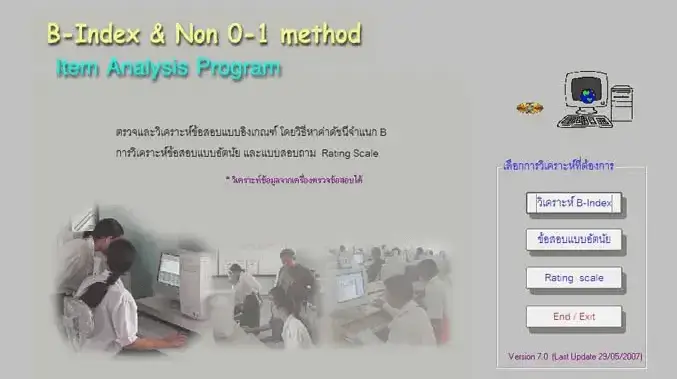 B-Index & Non 0-1 method
Item Analysis Program
ตรวจและวิเคราะห์ข้อสอบแบบอิงเกณฑ์ โดยวิธีหาค่าดัชนีจำแนก B
การวิเคราะห์ข้อสอบแบบอัตนัย และแบบสอบถาม Rating Scale
* วิเคราะห์ข้อมูลจากเครื่องตรวจข้อสอบได้
เลือกการวิเคราะห์ที่ต้องการ
วิเคราะห์ B-Index
ข้อสอบแบบอัตนัย
Rating scale
End / Exit
Version 7.0 (Last Update 29/05/2007)